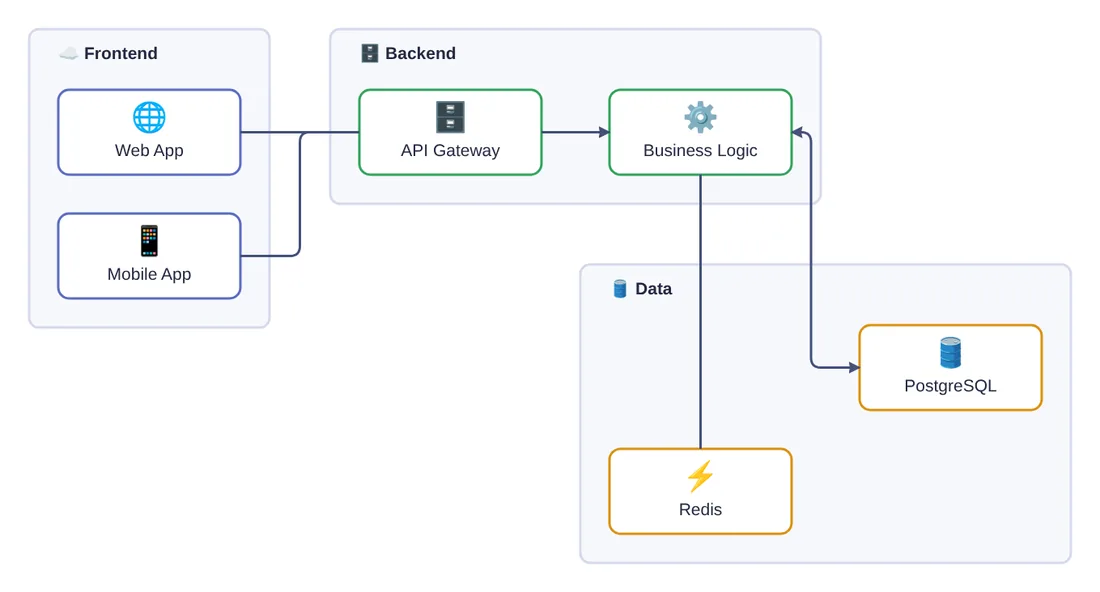 Frontend
Web App
Mobile App
Backend
API Gateway
Business Logic
Data
PostgreSQL
Redis